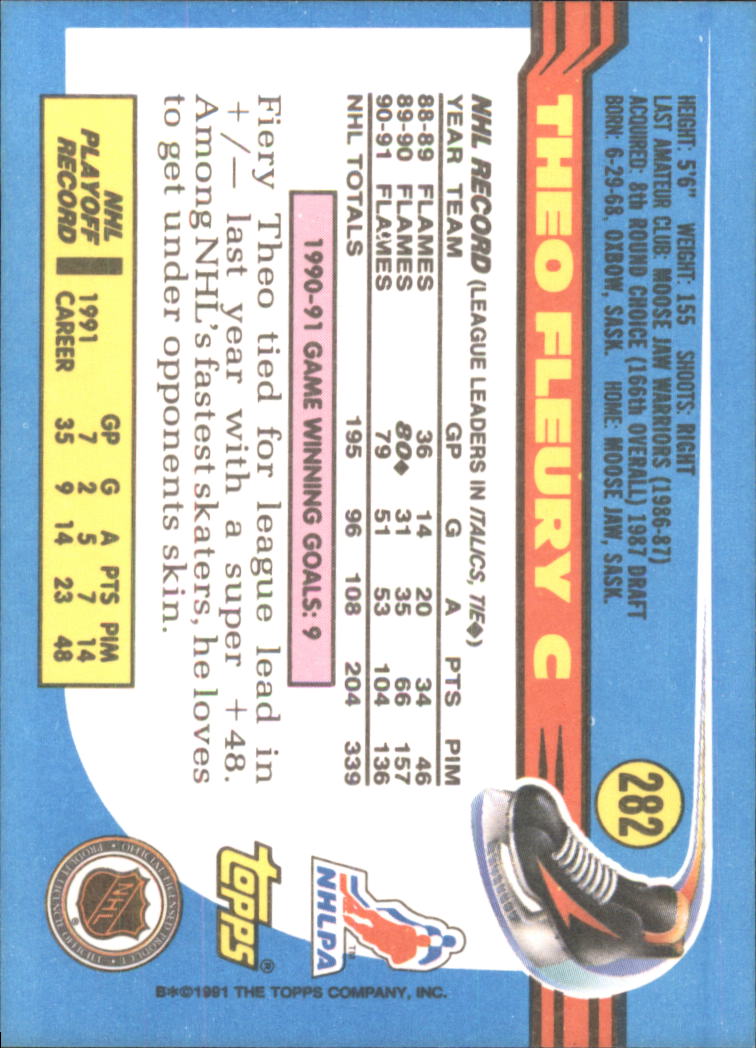 HEIGHT: 5'6" WEIGHT: 155 SHOOTS: RIGHT
LAST AMATEUR CLUB: MOOSE JAW WARRIORS (1986-87)
ACQUIRED: 8th ROUND CHOICE (166th OVERALL) 1987 DRAFT
BORN: 6-29-68, OXBOW, SASK. HOME: MOOSE JAW, SASK.
282
THEO FLEURY C
NHL RECORD (LEAGUE LEADERS IN ITALICS, TIE◆)
YEAR TEAM GP G A PTS PIM
88-89 FLAMES 36 14 20 34 46
89-90 FLAMES 80◆ 31 35 66 157
90-91 FLAMES 79 51 53 104 136
NHL TOTALS 195 96 108 204 339
1990-91 GAME WINNING GOALS: 9
Fiery Theo tied for league lead in
+/— last year with a super +48.
Among NHL's fastest skaters, he loves
to get under opponents skin.
NHL PLAYOFF RECORD
GP G A PTS PIM
1991 7 2 5 7 14
CAREER 35 9 14 23 48
NHLPA
TM
topps®
NHL
®
B*©1991 THE TOPPS COMPANY, INC.